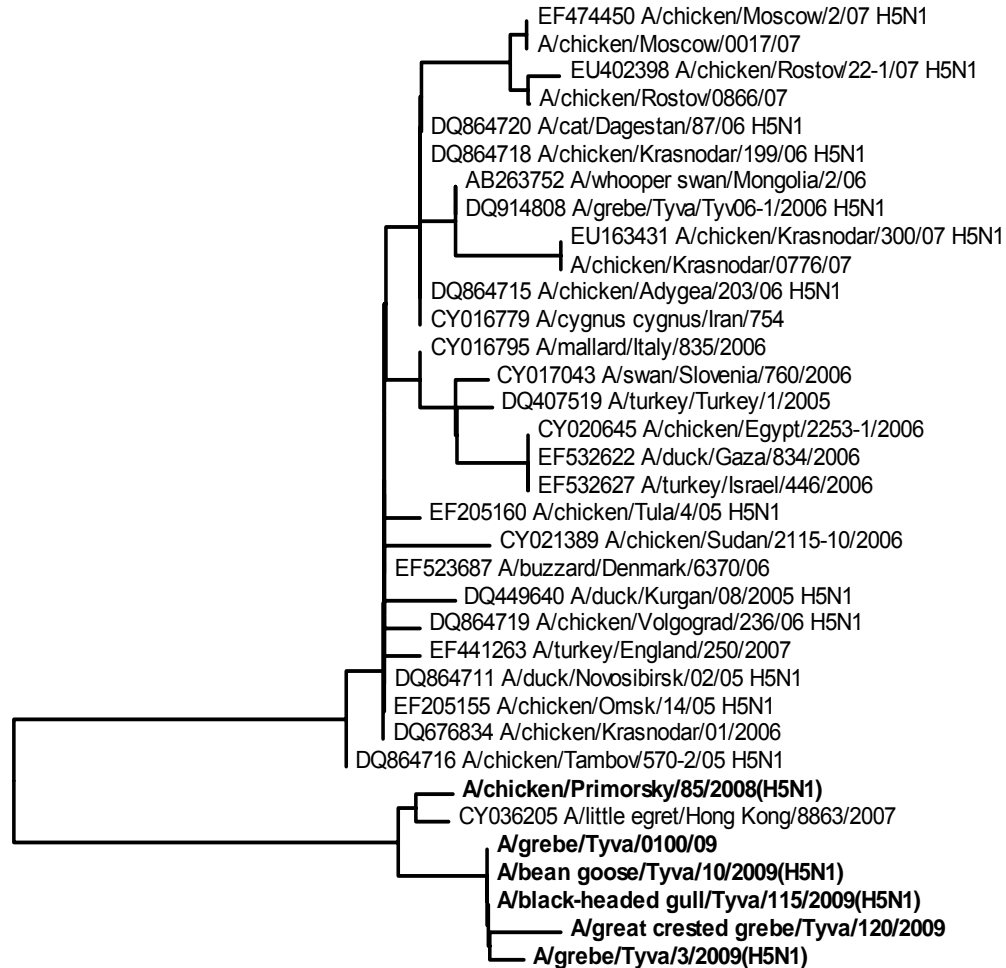 EF474450 A/chicken/Moscow/2/07 H5N1
A/chicken/Moscow/0017/07
EU402398 A/chicken/Rostov/22-1/07 H5N1
A/chicken/Rostov/0866/07
DQ864720 A/cat/Dagestan/87/06 H5N1
DQ864718 A/chicken/Krasnodar/199/06 H5N1
AB263752 A/whooper swan/Mongolia/2/06
DQ914808 A/grebe/Tyva/Tyv06-1/2006 H5N1
EU163431 A/chicken/Krasnodar/300/07 H5N1
A/chicken/Krasnodar/0776/07
DQ864715 A/chicken/Adygea/203/06 H5N1
CY016779 A/cygnus cygnus/Iran/754
CY016795 A/mallard/Italy/835/2006
CY017043 A/swan/Slovenia/760/2006
DQ407519 A/turkey/Turkey/1/2005
CY020645 A/chicken/Egypt/2253-1/2006
EF532622 A/duck/Gaza/834/2006
EF532627 A/turkey/Israel/446/2006
EF205160 A/chicken/Tula/4/05 H5N1
CY021389 A/chicken/Sudan/2115-10/2006
EF523687 A/buzzard/Denmark/6370/06
DQ449640 A/duck/Kurgan/08/2005 H5N1
DQ864719 A/chicken/Volgograd/236/06 H5N1
EF441263 A/turkey/England/250/2007
DQ864711 A/duck/Novosibirsk/02/05 H5N1
EF205155 A/chicken/Omsk/14/05 H5N1
DQ676834 A/chicken/Krasnodar/01/2006
DQ864716 A/chicken/Tambov/570-2/05 H5N1
A/chicken/Primorsky/85/2008(H5N1)
CY036205 A/little egret/Hong Kong/8863/2007
A/grebe/Tyva/0100/09
A/bean goose/Tyva/10/2009(H5N1)
A/black-headed gull/Tyva/115/2009(H5N1)
A/great crested grebe/Tyva/120/2009
A/grebe/Tyva/3/2009(H5N1)